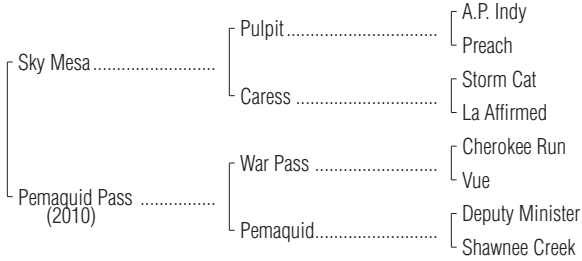 A.P. Indy
Pulpit
Preach
Sky Mesa
Storm Cat
Caress
La Affirmed
Cherokee Run
War Pass
Vue
Pemaquid Pass
(2010)
Deputy Minister
Pemaquid
Shawnee Creek